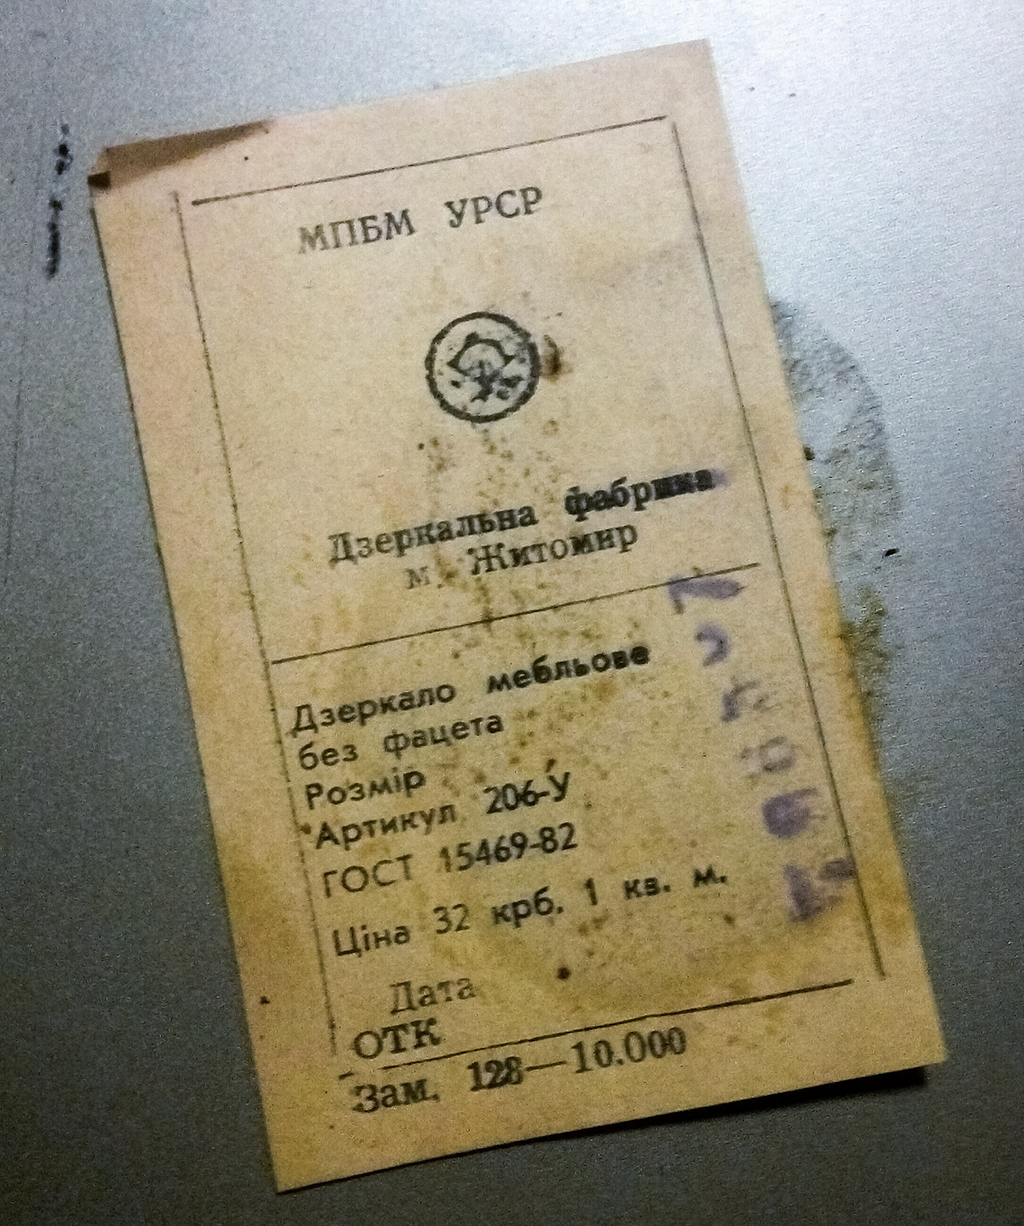 МПБМ УРСР
Дзеркальна фабрика
м. Житомир
Дзеркало мебльове
без фацета
Розмір
Артикул 206-У
ГОСТ 15469-82
Ціна 32 крб. 1 кв. м.
Дата
ОТК
Зам. 128—10.000